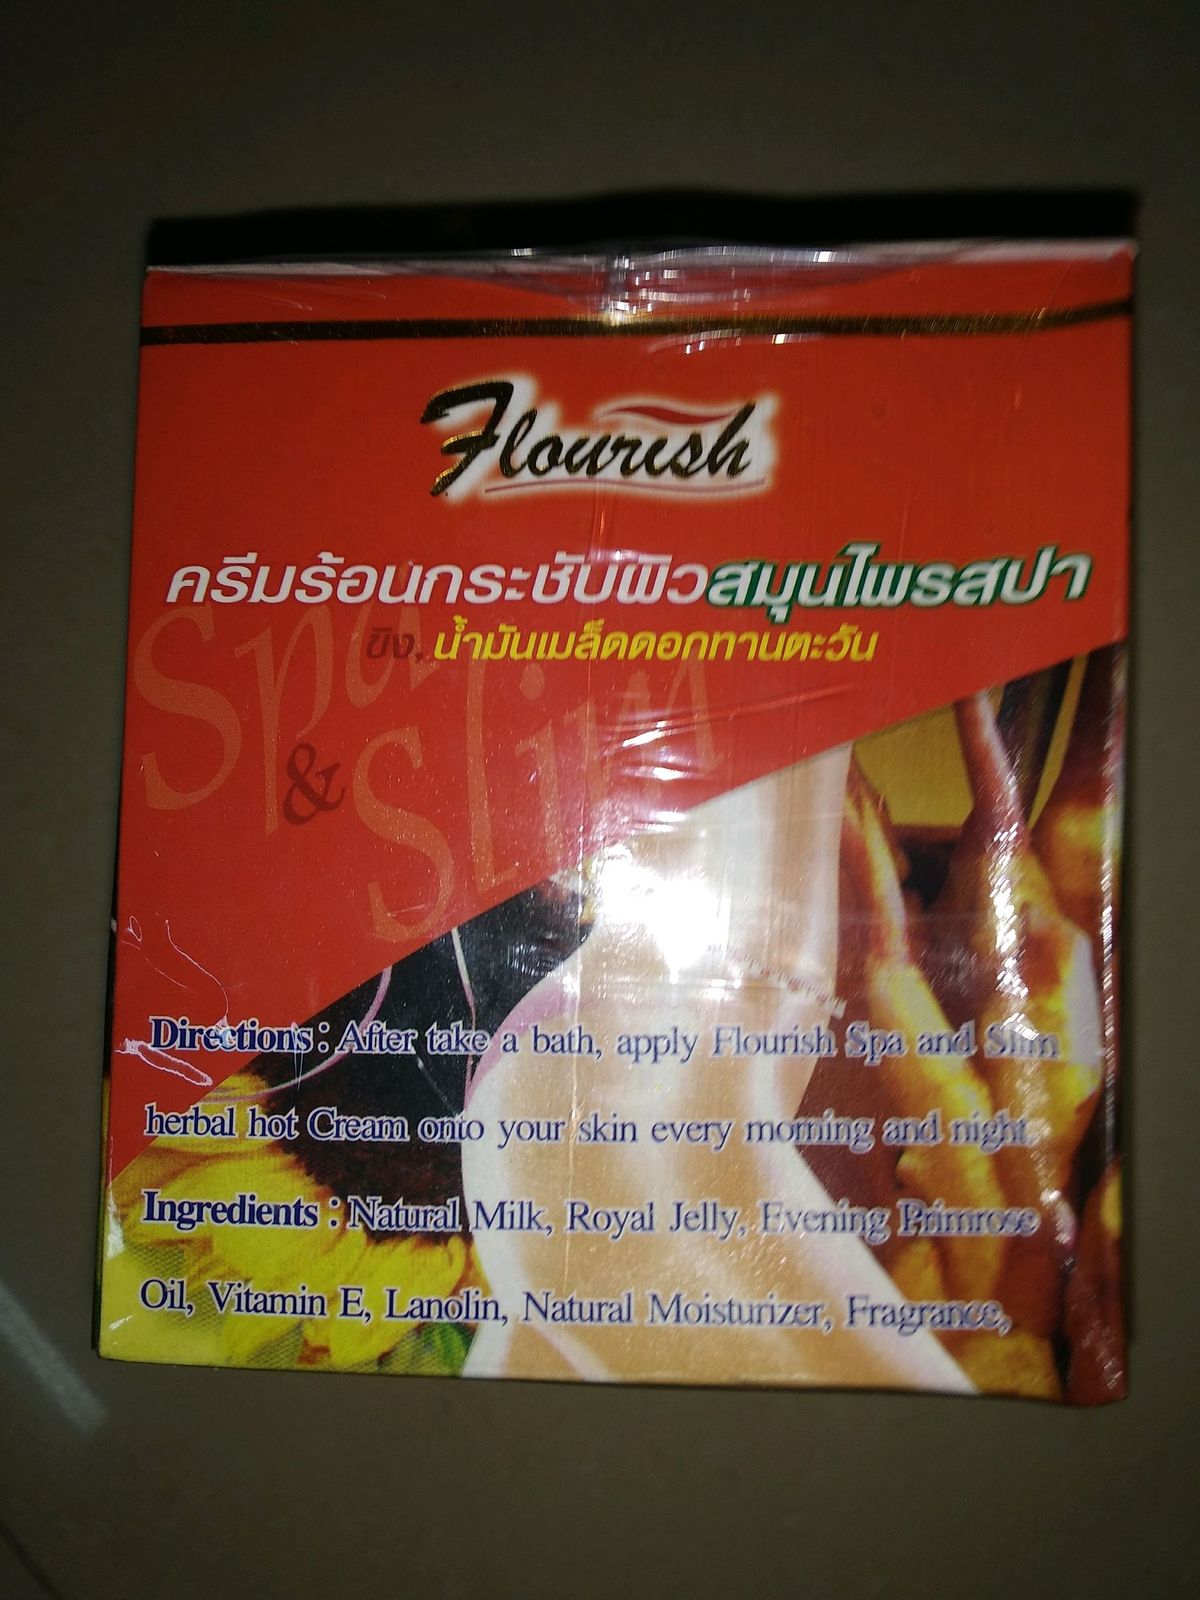 Flourish
ครีมร้อนกระชับผิวสมุนไพรสปา
ขิง, น้ำมันเมล็ดดอกทานตะวัน
Spa
&
Slim
Directions : After take a bath, apply Flourish Spa and Slim
herbal hot Cream onto your skin every morning and night
Ingredients : Natural Milk, Royal Jelly, Evening Primrose
Oil, Vitamin E, Lanolin, Natural Moisturizer, Fragrance,